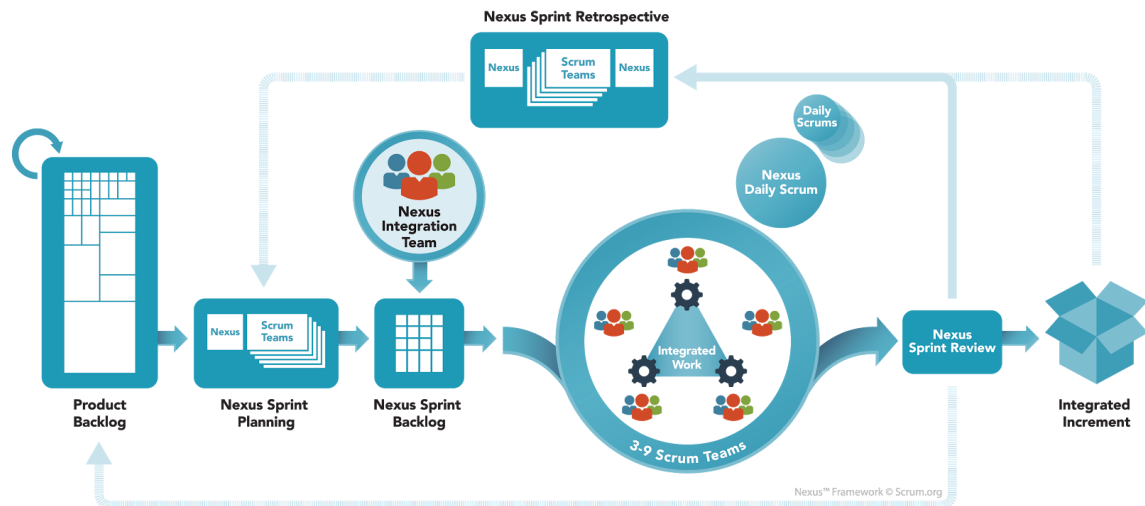 Nexus Sprint Retrospective
Nexus
Scrum
Teams
Nexus
Daily
Scrums
Nexus
Daily Scrum
Nexus
Integration
Team
Nexus
Scrum
Teams
Integrated
Work
Nexus
Sprint Review
Product
Backlog
Nexus Sprint
Planning
Nexus Sprint
Backlog
3-9 Scrum Teams
Integrated
Increment
Nexus™ Framework © Scrum.org